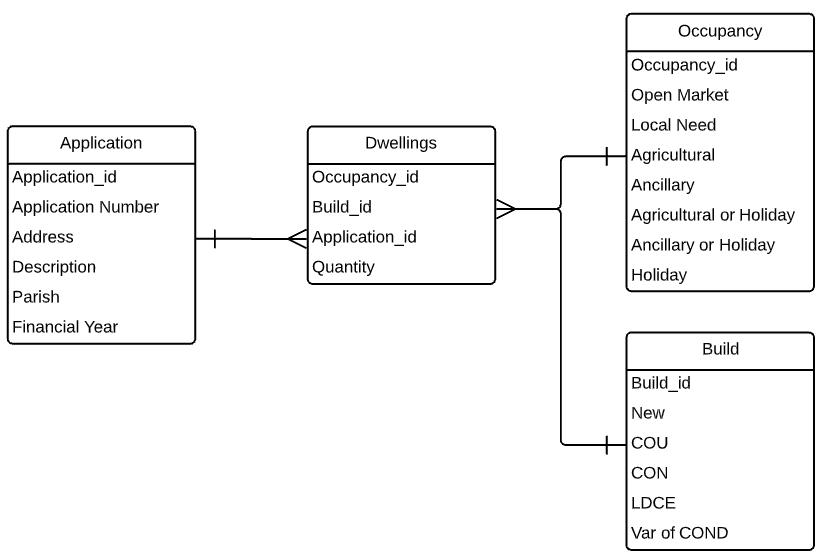 Application
Application_id
Application Number
Address
Description
Parish
Financial Year
Dwellings
Occupancy_id
Build_id
Application_id
Quantity
Occupancy
Occupancy_id
Open Market
Local Need
Agricultural
Ancillary
Agricultural or Holiday
Ancillary or Holiday
Holiday
Build
Build_id
New
COU
CON
LDCE
Var of COND